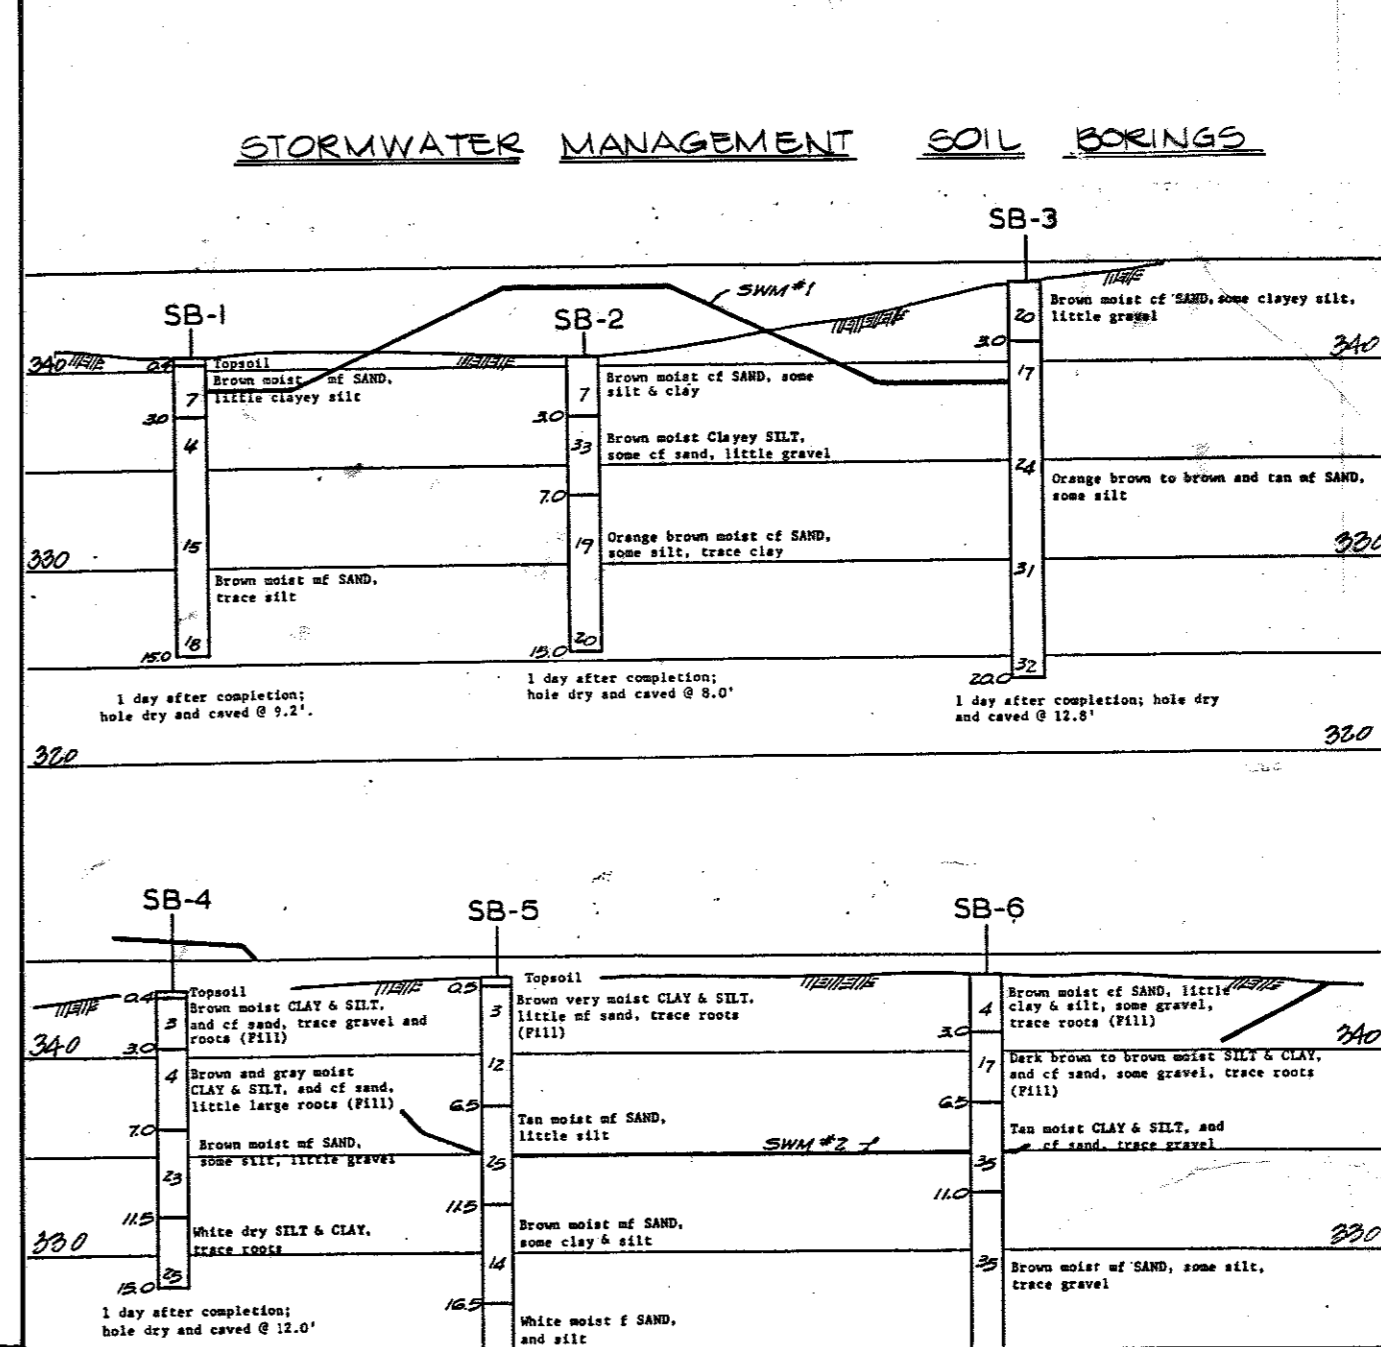 STORMWATER MANAGEMENT SOIL BORINGS
SB-1
SB-2
SB-3
SWM #1
340
340
330
330
320
320
0.4
Topsoil
Brown moist mf SAND,
little clayey silt
7
3.0
4
15
Brown moist mf SAND,
trace silt
18
15.0
1 day after completion;
hole dry and caved @ 9.2'.
Brown moist cf SAND, some
silt & clay
7
3.0
33
Brown moist Clayey SILT,
some cf sand, little gravel
7.0
19
Orange brown moist cf SAND,
some silt, trace clay
20
15.0
1 day after completion;
hole dry and caved @ 8.0'
Brown moist cf SAND, some clayey silt,
little gravel
20
3.0
17
24
Orange brown to brown and tan mf SAND,
some silt
31
32
20.0
1 day after completion; hole dry
and caved @ 12.8'
SB-4
SB-5
SB-6
340
340
330
330
0.4
Topsoil
Brown moist CLAY & SILT,
and cf sand, trace gravel and
roots (Fill)
3
3.0
4
Brown and gray moist
CLAY & SILT, and cf sand,
little large roots (Fill)
7.0
Brown moist mf SAND,
some silt, little gravel
23
11.5
White dry SILT & CLAY,
trace roots
25
15.0
1 day after completion;
hole dry and caved @ 12.0'
0.5
Topsoil
Brown very moist CLAY & SILT,
little mf sand, trace roots
(Fill)
3
12
6.5
Tan moist mf SAND,
little silt
25
11.5
Brown moist mf SAND,
some clay & silt
14
16.5
White moist f SAND,
and silt
SWM #2
Brown moist cf SAND, little
clay & silt, some gravel,
trace roots (Fill)
4
3.0
17
Dark brown to brown moist SILT & CLAY,
and cf sand, some gravel, trace roots
(Fill)
6.5
Tan moist CLAY & SILT, and
cf sand, trace gravel
35
11.0
35
Brown moist mf SAND, some silt,
trace gravel